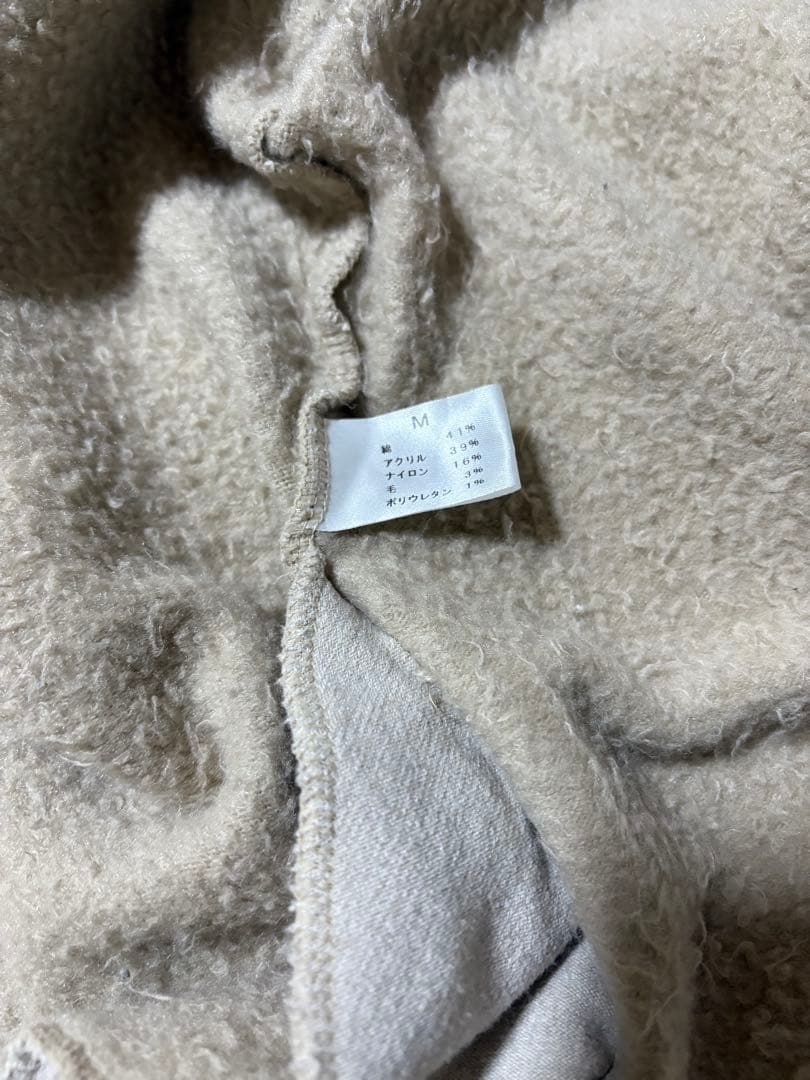 M
綿 41%
アクリル 39%
ナイロン 16%
毛 3%
ポリウレタン 1%